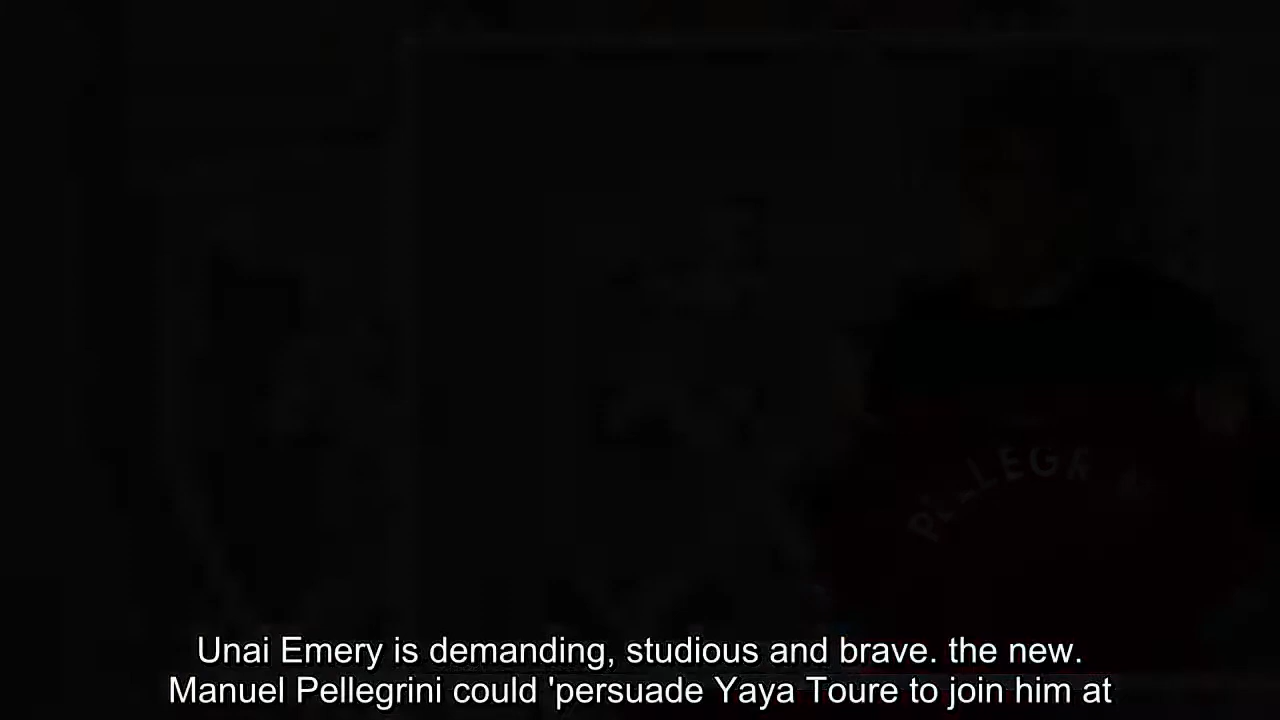 PELLEGR
Unai Emery is demanding, studious and brave. the new.
Manuel Pellegrini could 'persuade Yaya Toure to join him at